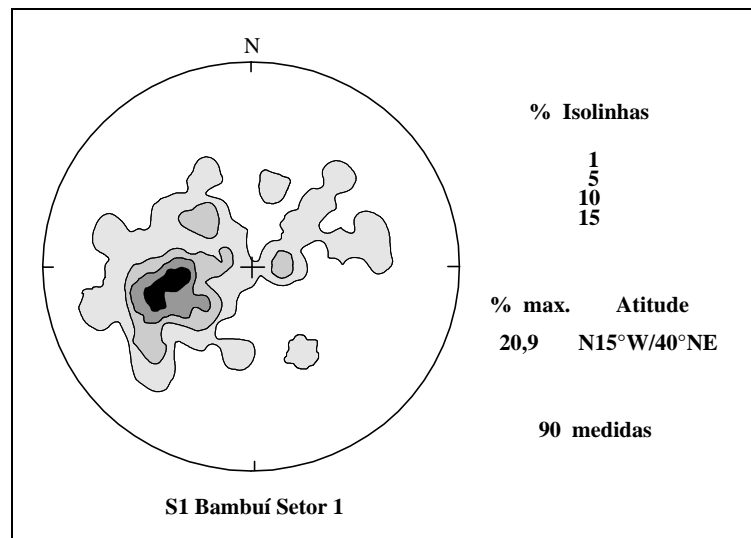 N
% Isolinhas
1
5
10
15
% max. Atitude
20,9 N15°W/40°NE
90 medidas
S1 Bambuí Setor 1